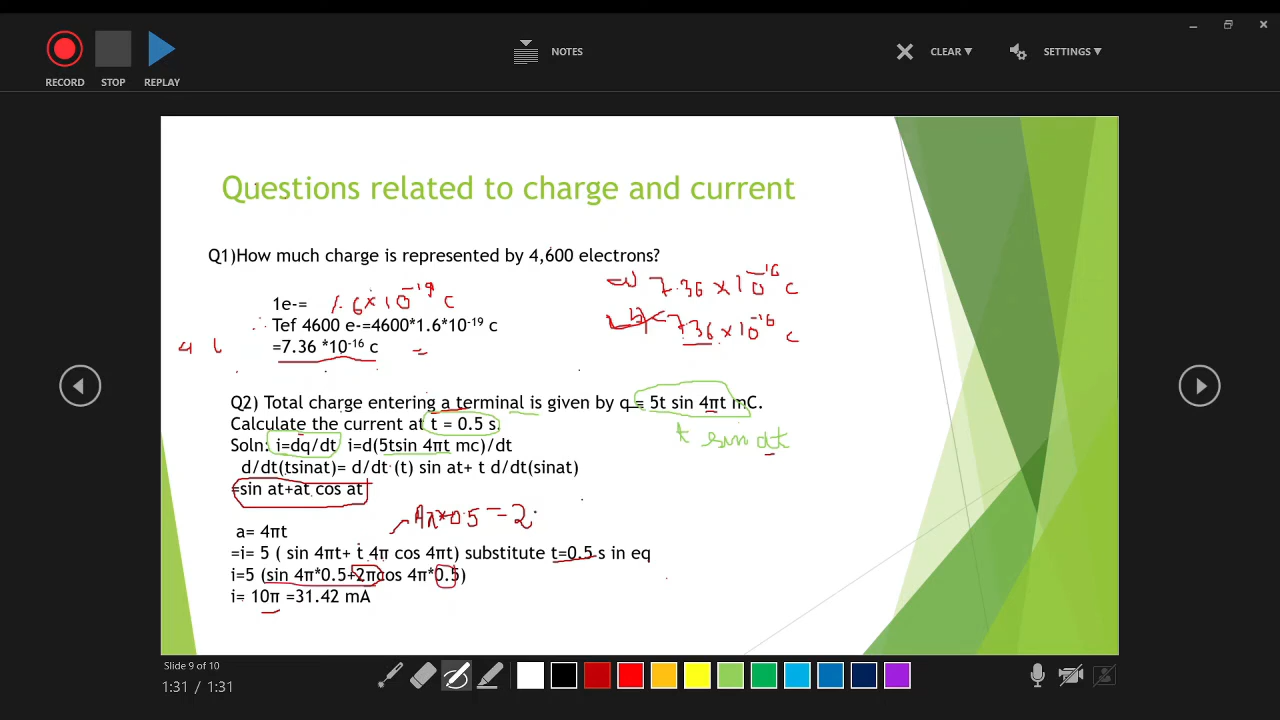 RECORD STOP REPLAY NOTES CLEAR SETTINGS
Questions related to charge and current
Q1)How much charge is represented by 4,600 electrons?
7.36 × 10⁻¹⁶ c
1e-= 1.6×10⁻¹⁹ c
Tef 4600 e-=4600*1.6*10⁻¹⁹ c
7.36 ×10⁻¹⁶ c
=7.36 *10⁻¹⁶ c =
Q2) Total charge entering a terminal is given by q = 5t sin 4πt mC.
Calculate the current at t = 0.5 s.
t sin at
Soln: i=dq/dt i=d(5tsin 4πt mc)/dt
d/dt(tsinat)= d/dt (t) sin at+ t d/dt(sinat)
=sin at+at cos at
4π*0.5 = 2
a= 4πt
=i= 5 ( sin 4πt+ t 4π cos 4πt) substitute t=0.5 s in eq
i=5 (sin 4π*0.5+2πcos 4π*0.5)
i= 10π =31.42 mA
Slide 9 of 10
1:31 / 1:31